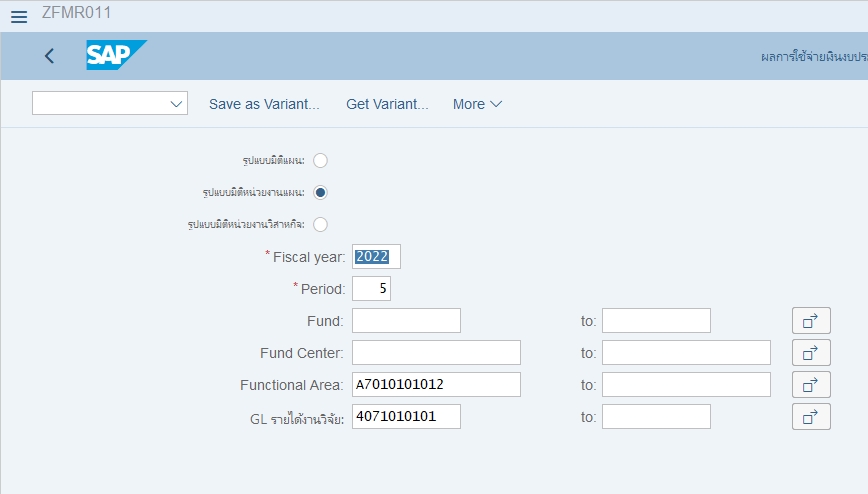 ZFMR011
SAP
ผลการใช้จ่ายเงินงบประ
Save as Variant... Get Variant... More
รูปแบบมิติแผน:
รูปแบบมิติหน่วยงานแผน:
รูปแบบมิติหน่วยงานวิสาหกิจ:
* Fiscal year: 2022
* Period: 5
Fund: to:
Fund Center: to:
Functional Area: A7010101012 to:
GL รายได้งานวิจัย: 4071010101 to: